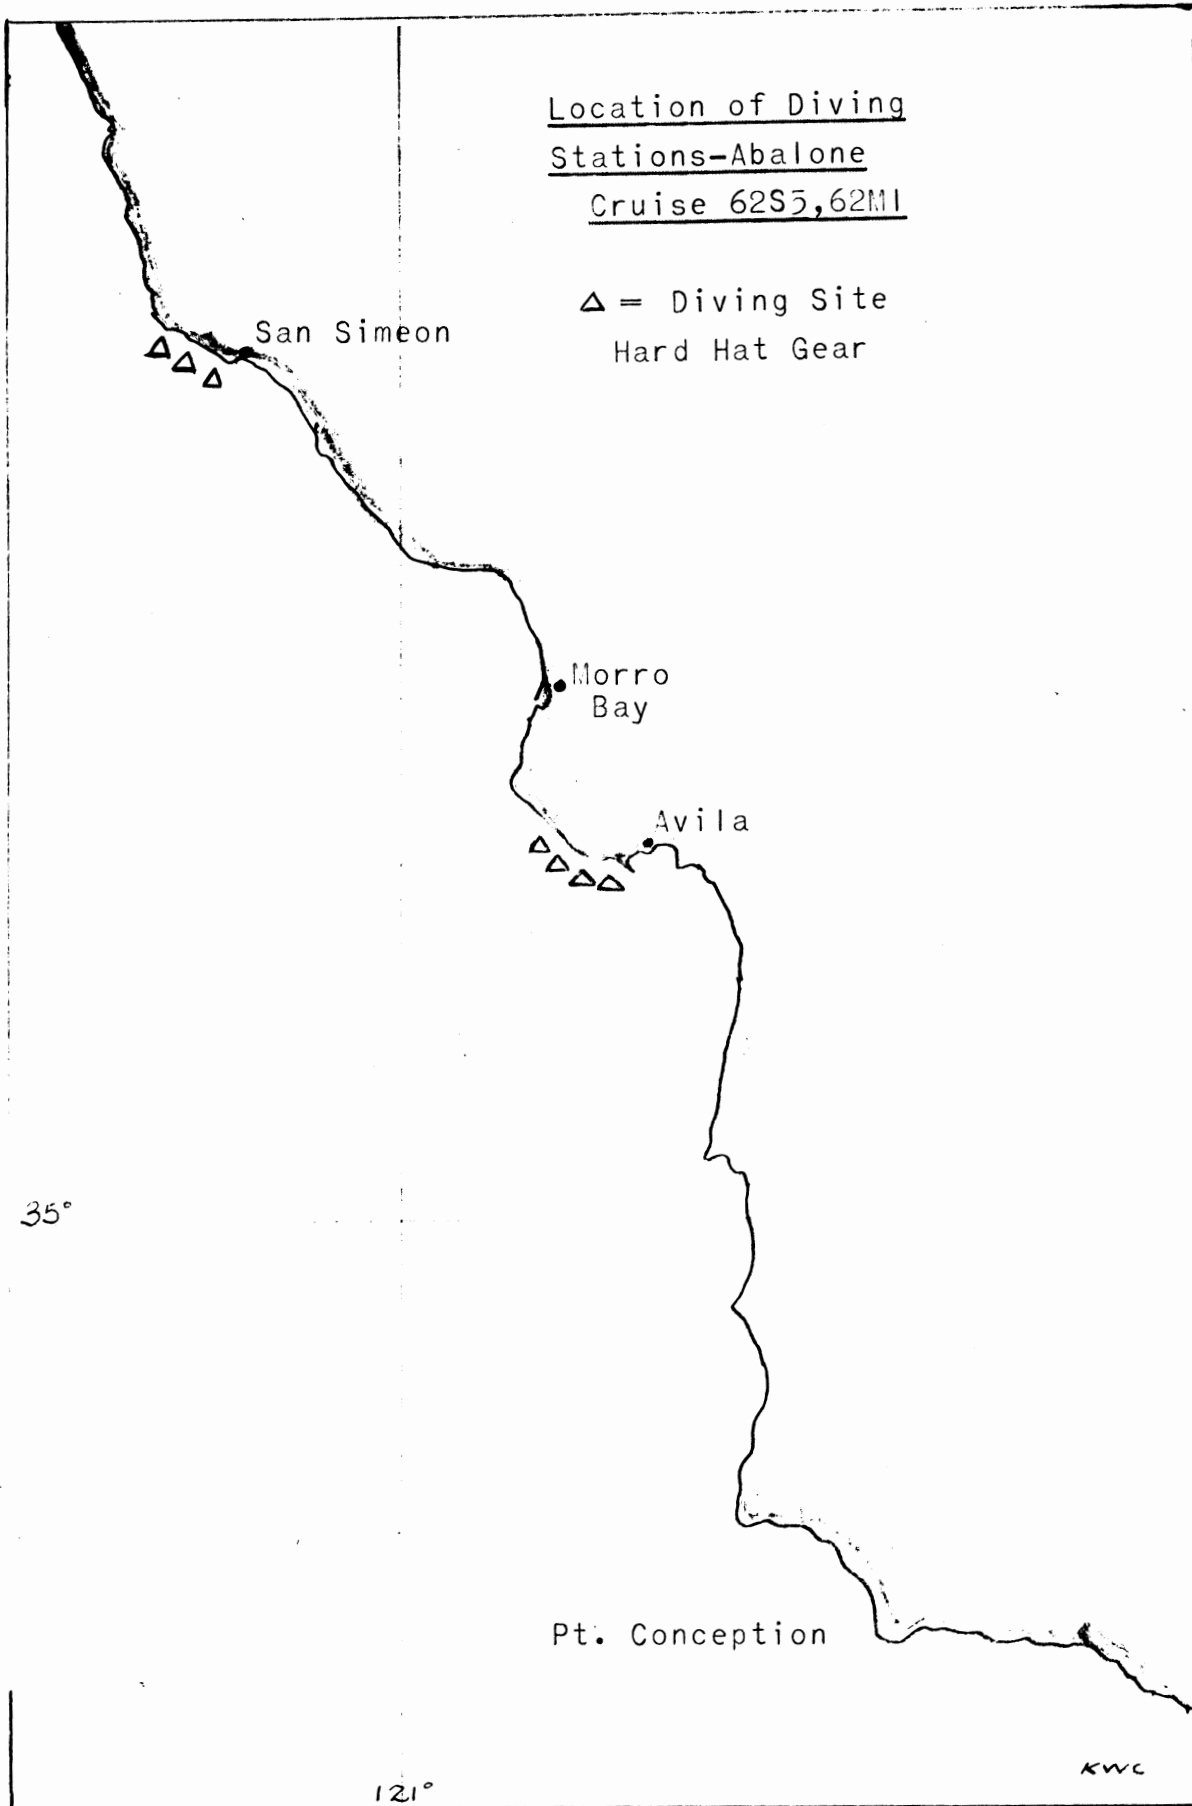 Location of Diving
Stations-Abalone
Cruise 62S5,62M1
Δ = Diving Site
Hard Hat Gear
San Simeon
Morro
Bay
Avila
35°
Pt. Conception
KWC
121°